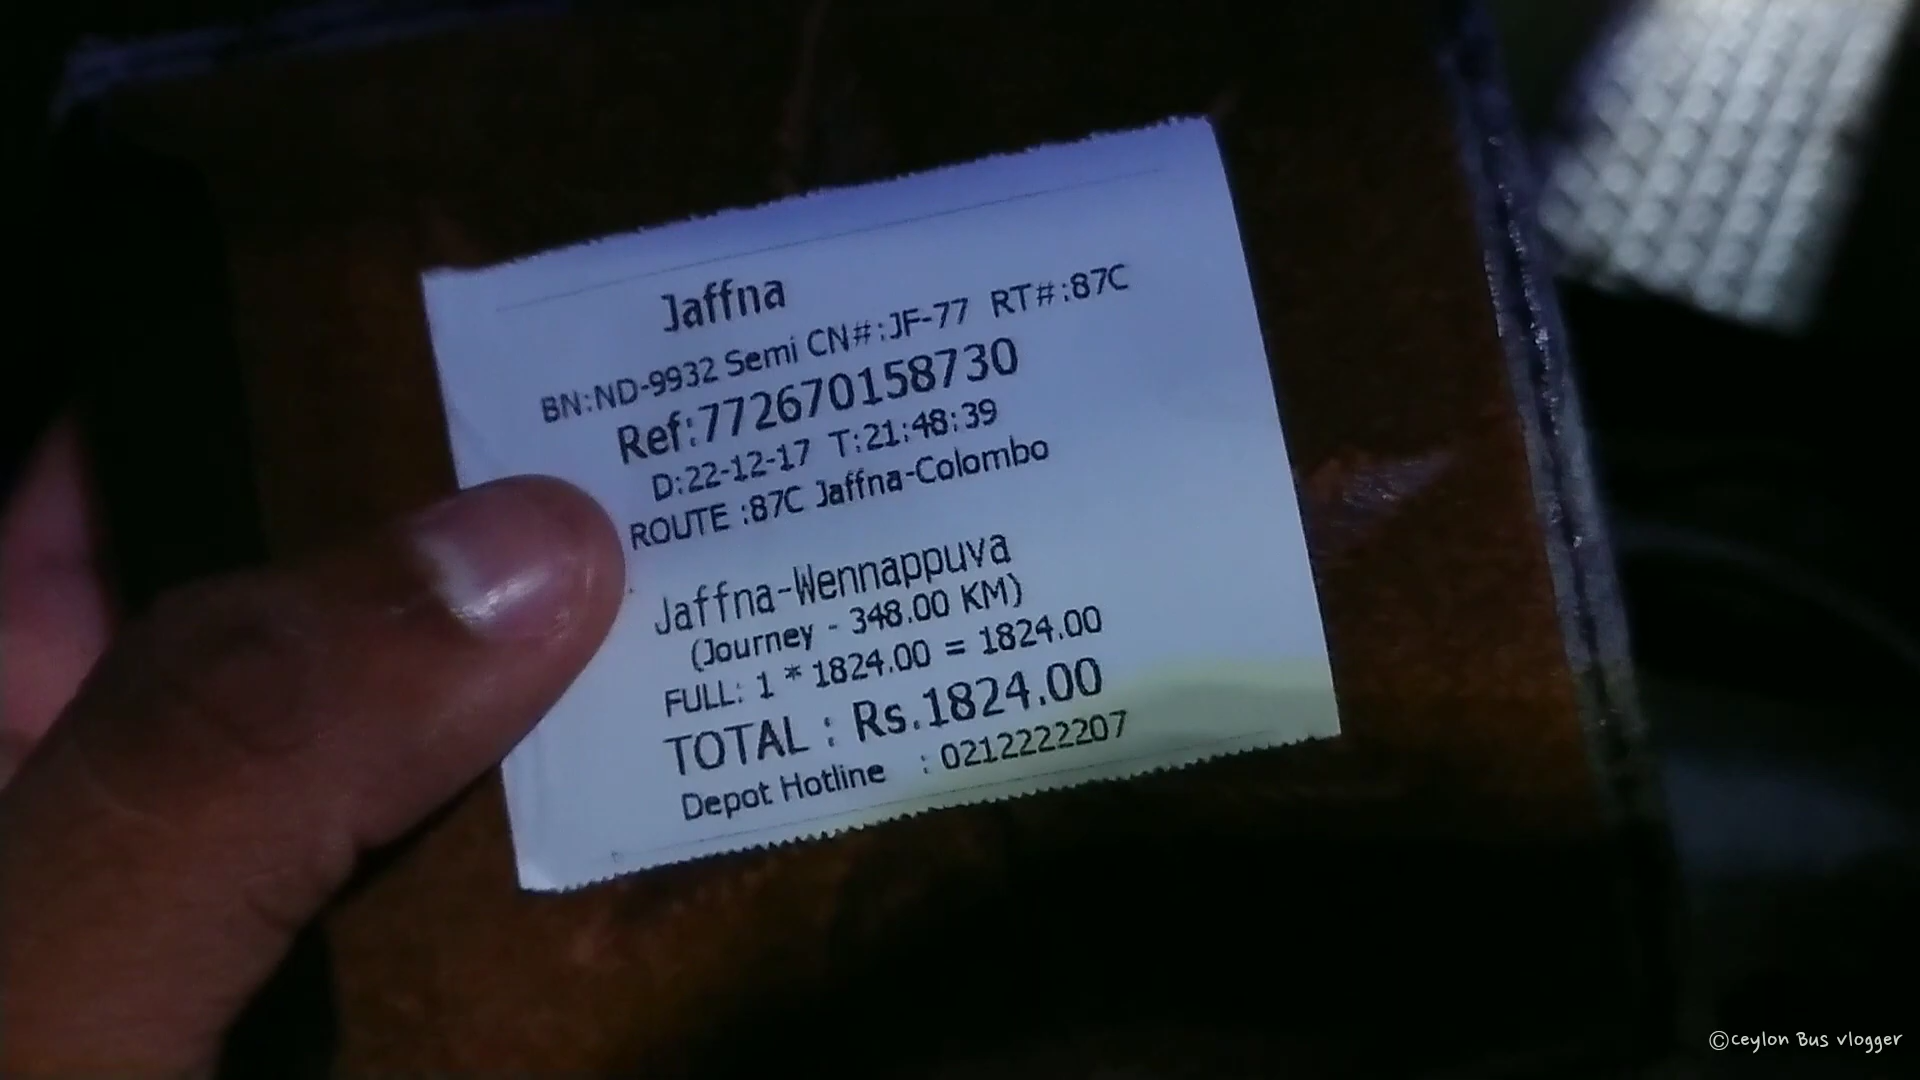 Jaffna
BN:ND-9932 Semi CN#:JF-77 RT#:87C
Ref:772670158730
D:22-12-17 T:21:48:39
ROUTE :87C Jaffna-Colombo
Jaffna-Wennappuva
(Journey - 348.00 KM)
FULL: 1 * 1824.00 = 1824.00
TOTAL : Rs.1824.00
Depot Hotline : 0212222207
©ceylon Bus vlogger